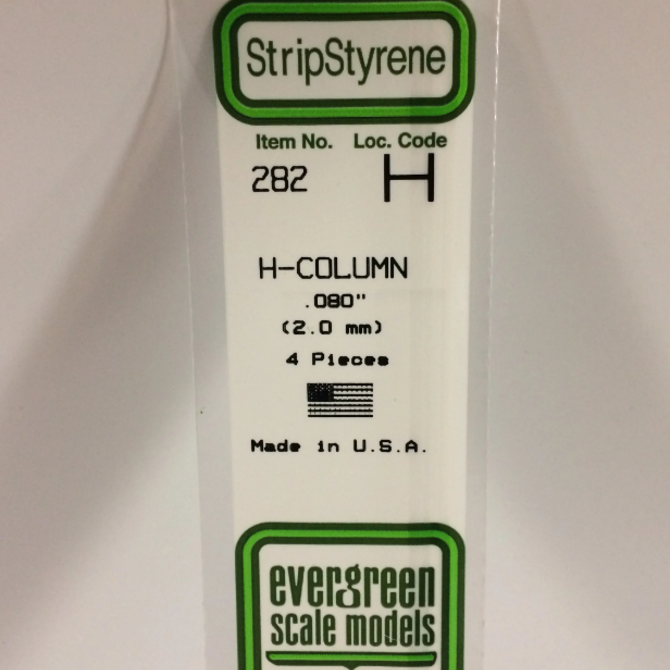 StripStyrene
Item No. Loc. Code
282 H
H-COLUMN
.080"
(2.0 mm)
4 Pieces
Made in U.S.A.
evergreen
scale models